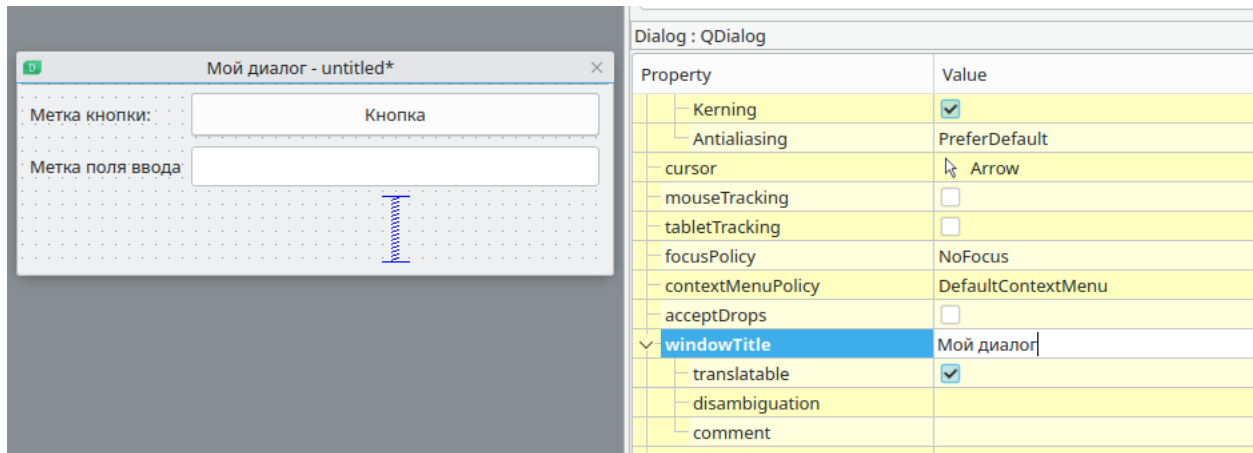 Dialog : QDialog
Мой диалог - untitled*
Property Value
Kerning
Метка кнопки: Кнопка
Antialiasing PreferDefault
Метка поля ввода
cursor Arrow
mouseTracking
tabletTracking
focusPolicy NoFocus
contextMenuPolicy DefaultContextMenu
acceptDrops
windowTitle Мой диалог
translatable
disambiguation
comment